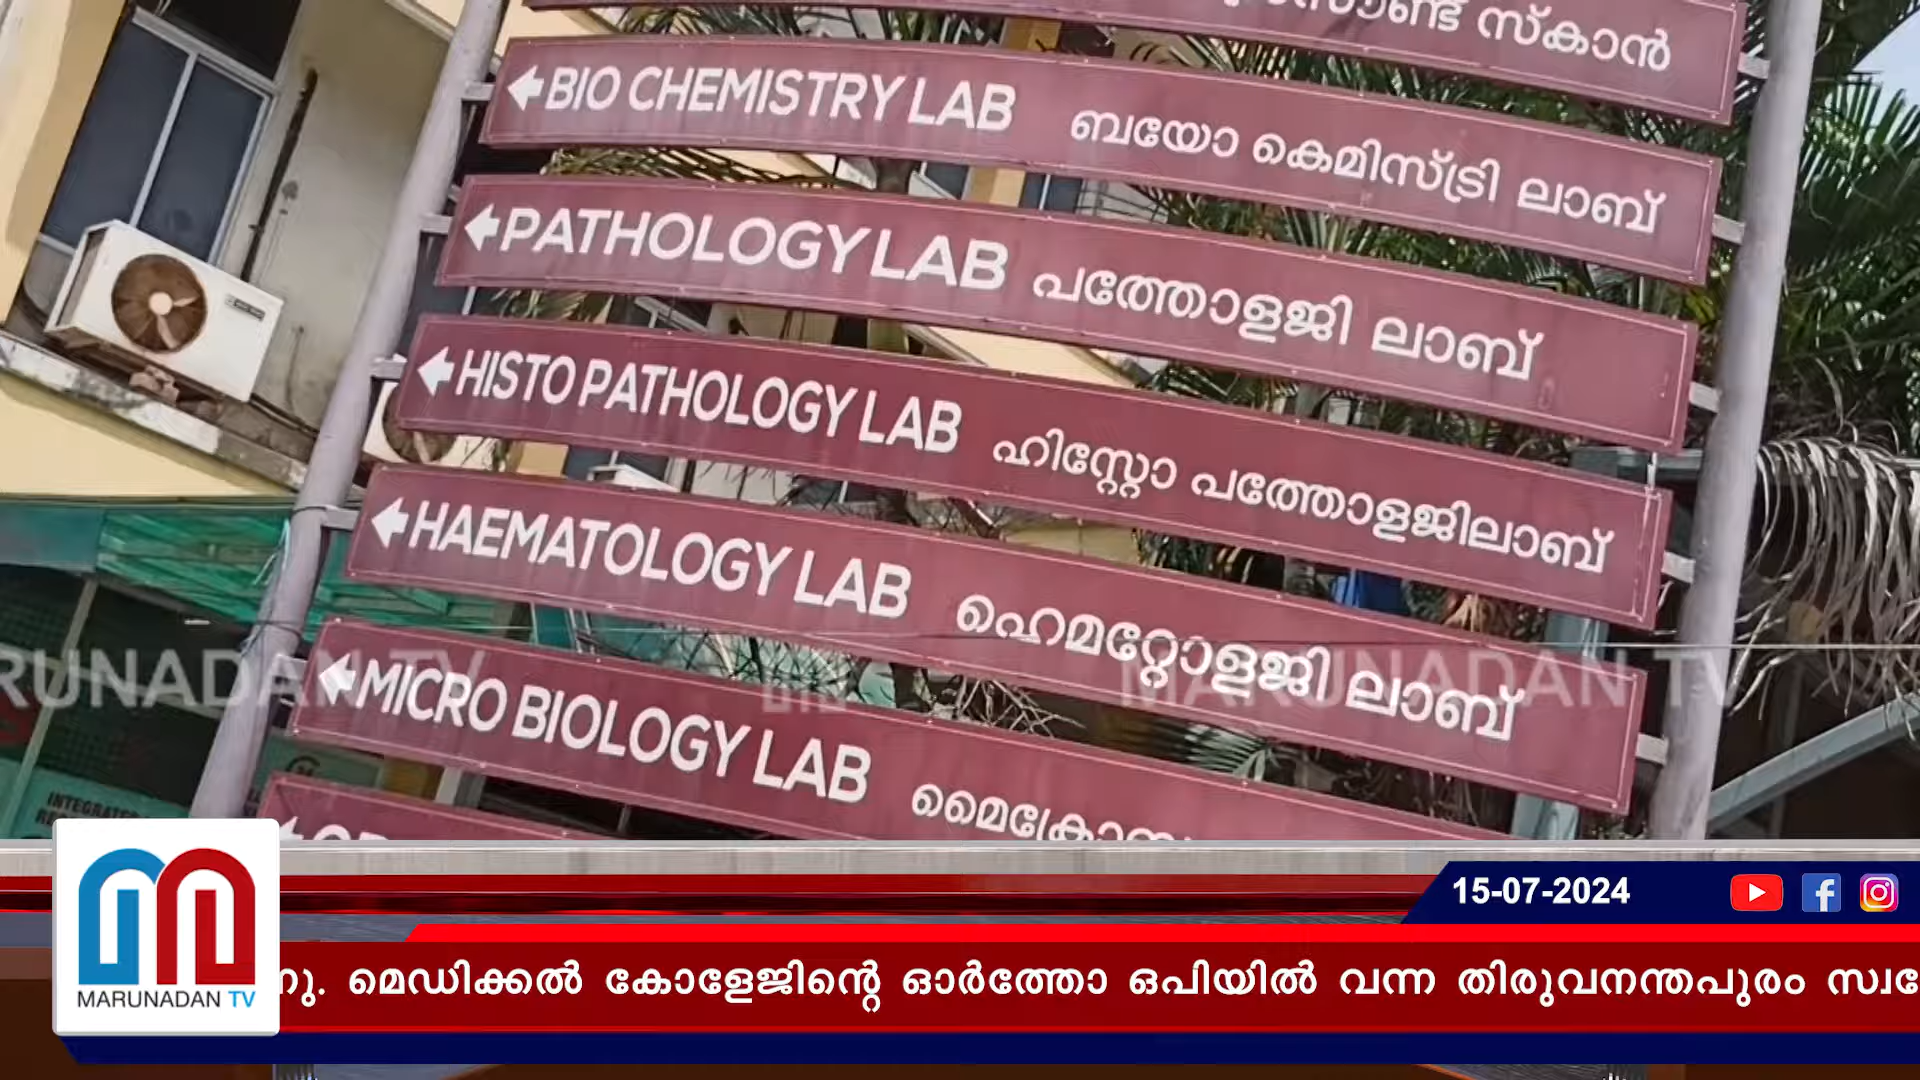 സ്കാൻ
BIO CHEMISTRY LAB ബയോ കെമിസ്ട്രി ലാബ്
PATHOLOGY LAB പത്തോളജി ലാബ്
HISTO PATHOLOGY LAB ഹിസ്റ്റോ പത്തോളജിലാബ്
HAEMATOLOGY LAB ഹെമറ്റോളജി ലാബ്
MARUNADAN TV
MICRO BIOLOGY LAB
INTEGRATED
15-07-2024
MARUNADAN TV
മെഡിക്കൽ കോളേജിന്റെ ഓർത്തോ ഒപിയിൽ വന്ന തിരുവനന്തപുരം